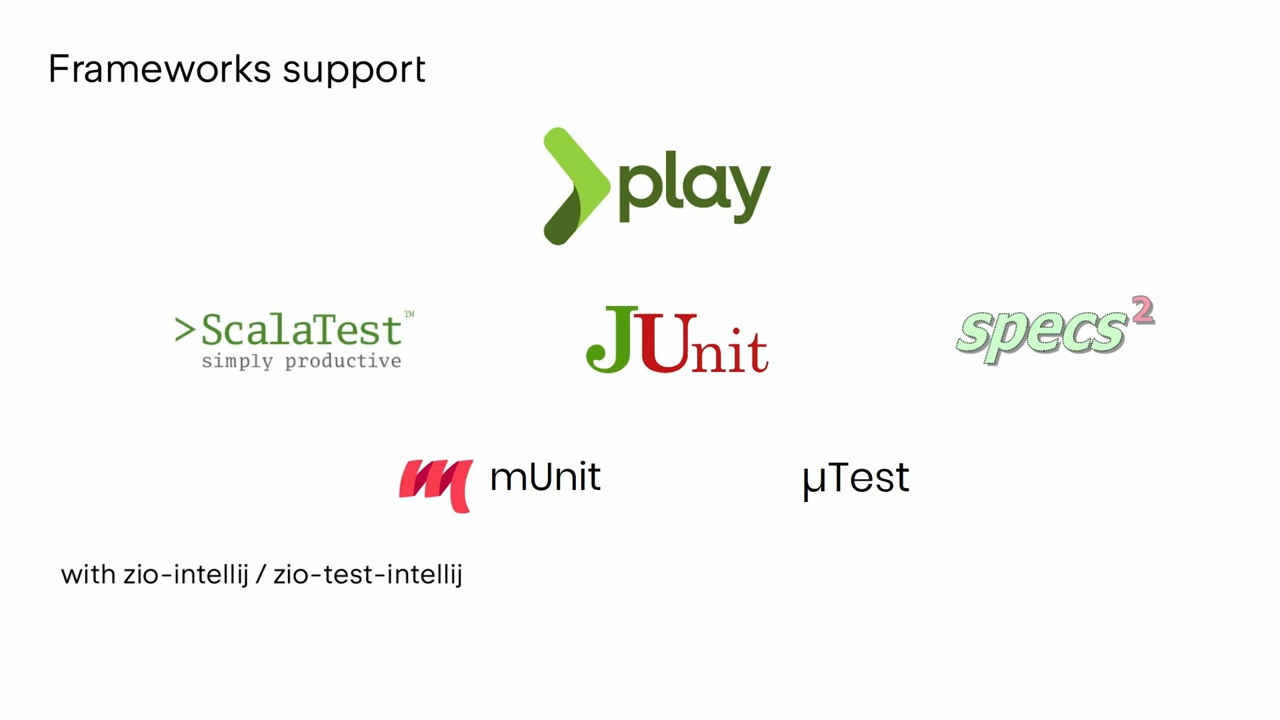 Frameworks support
play
>ScalaTest™
simply productive
JUnit
specs2
mUnit
µTest
with zio-intellij / zio-test-intellij